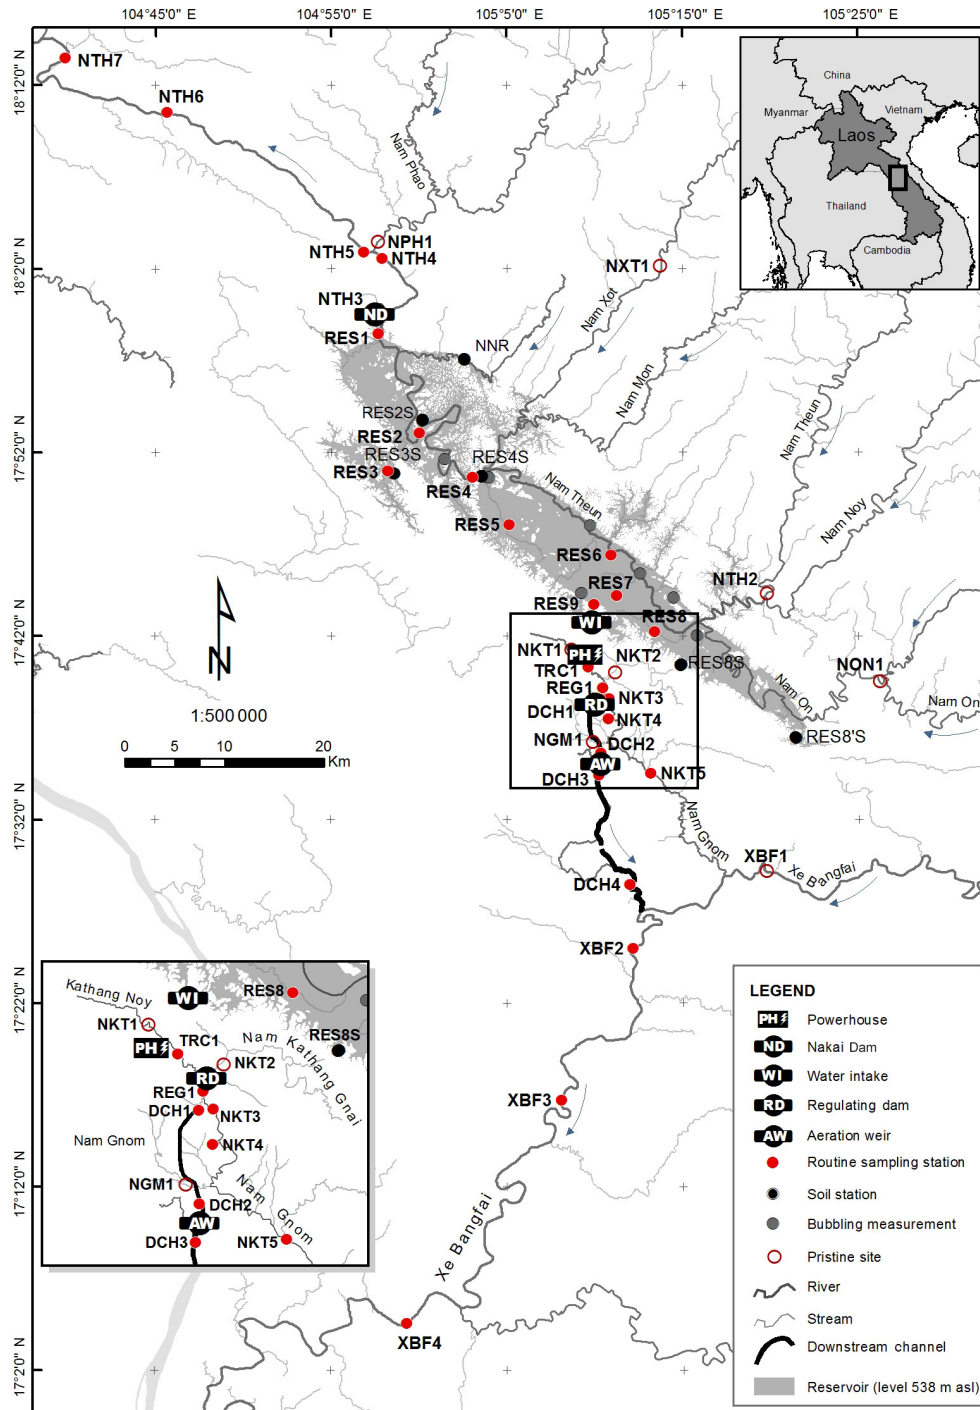 104°45'0" E
104°55'0" E
105°5'0" E
105°15'0" E
105°25'0" E
18°12'0" N
18°2'0" N
17°52'0" N
17°42'0" N
17°32'0" N
17°22'0" N
17°12'0" N
17°2'0" N
NTH7
NTH6
Nam Phao
China
Myanmar
Vietnam
Laos
Thailand
Cambodia
NPH1
NTH5
NTH4
NXT1
NTH3
ND
RES1
Nam Xot
NNR
Nam Mon
Nam Theun
RES2S
RES2
RES3S
RES3
RES4S
RES4
Nam Theun
RES5
Nam Noy
RES6
RES7
NTH2
RES9
RES8
WI
NKT1
PH
NKT2
TRC1
RES8S
NON1
REG1
NKT3
Nam On
Nam On
DCH1
RD
NKT4
NGM1
DCH2
RES8'S
AW
DCH3
NKT5
N
1:500 000
0 5 10 20
Km
Nam Gnom
XBF1
Xe Bangfai
DCH4
XBF2
XBF3
Xe Bangfai
XBF4
Kathang Noy
WI
RES8
NKT1
PH
TRC1
RES8S
Nam Kathang Gnai
NKT2
RD
REG1
DCH1
NKT3
Nam Gnom
NKT4
NGM1
Nam Gnom
DCH2
AW
DCH3
NKT5
LEGEND
PH Powerhouse
ND Nakai Dam
WI Water intake
RD Regulating dam
AW Aeration weir
Routine sampling station
Soil station
Bubbling measurement
Pristine site
River
Stream
Downstream channel
Reservoir (level 538 m asl)